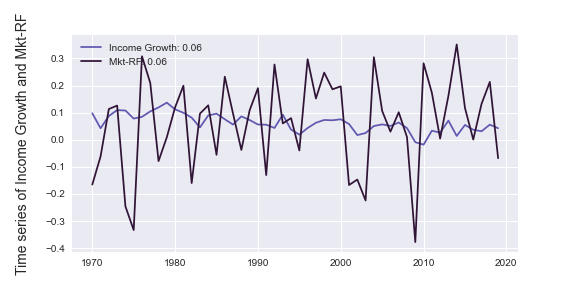 Time series of Income Growth and Mkt-RF
Income Growth: 0.06
Mkt-RF: 0.06
0.3
0.2
0.1
0.0
−0.1
−0.2
−0.3
−0.4
1970 1980 1990 2000 2010 2020